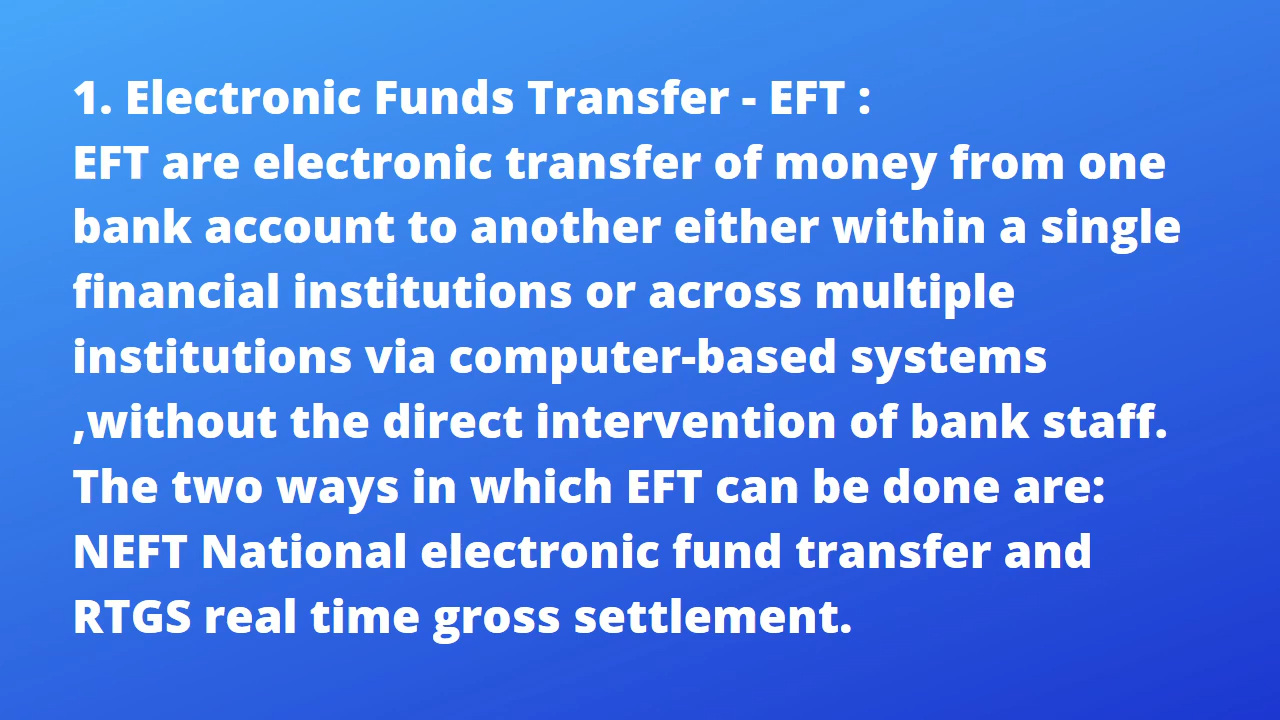 1. Electronic Funds Transfer - EFT :
EFT are electronic transfer of money from one
bank account to another either within a single
financial institutions or across multiple
institutions via computer-based systems
,without the direct intervention of bank staff.
The two ways in which EFT can be done are:
NEFT National electronic fund transfer and
RTGS real time gross settlement.